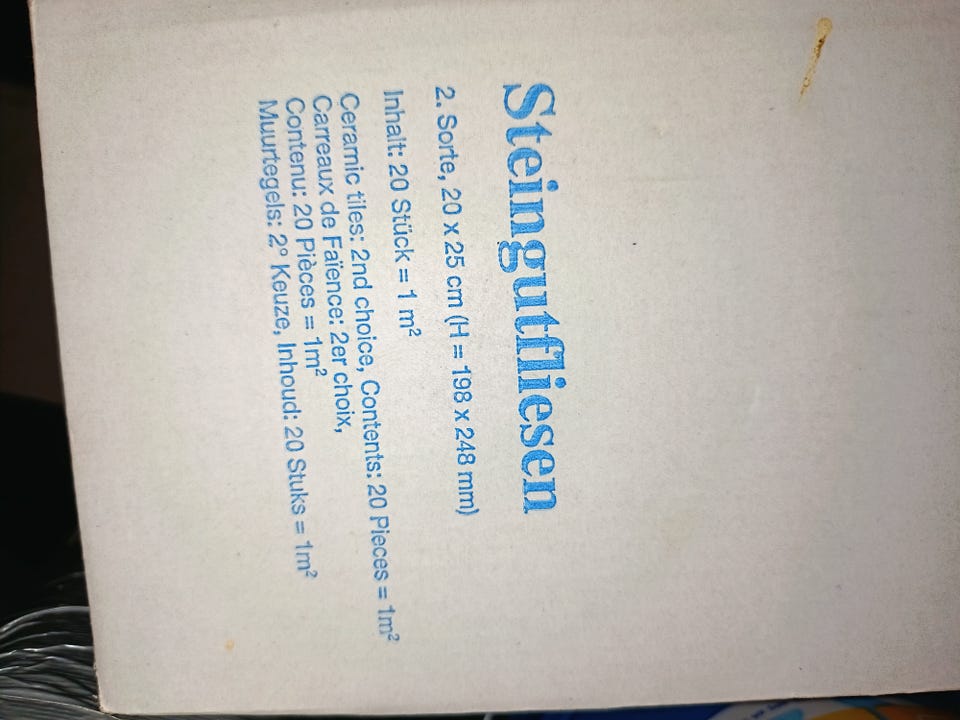 Steingutfliesen
2. Sorte, 20 x 25 cm (H = 198 x 248 mm)
Inhalt: 20 Stück = 1 m²
Ceramic tiles: 2nd choice, Contents: 20 Pieces = 1m²
Carreaux de Faïence: 2er choix,
Contenu: 20 Pièces = 1m²
Muurtegels: 2º Keuze, Inhoud: 20 Stuks = 1m²